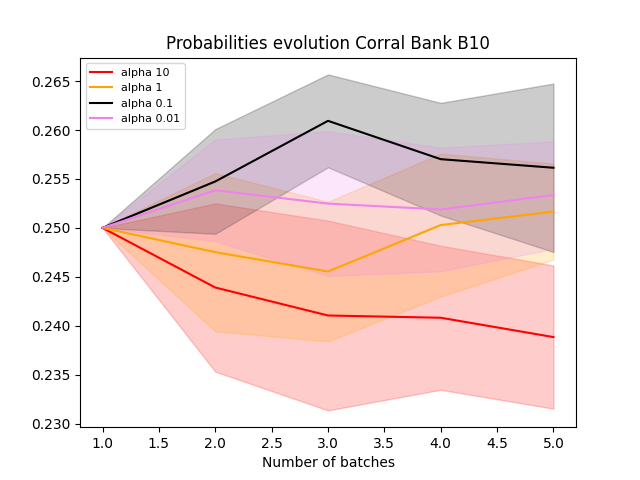 Probabilities evolution Corral Bank B10
alpha 10
alpha 1
alpha 0.1
alpha 0.01
0.265
0.260
0.255
0.250
0.245
0.240
0.235
0.230
1.0 1.5 2.0 2.5 3.0 3.5 4.0 4.5 5.0
Number of batches